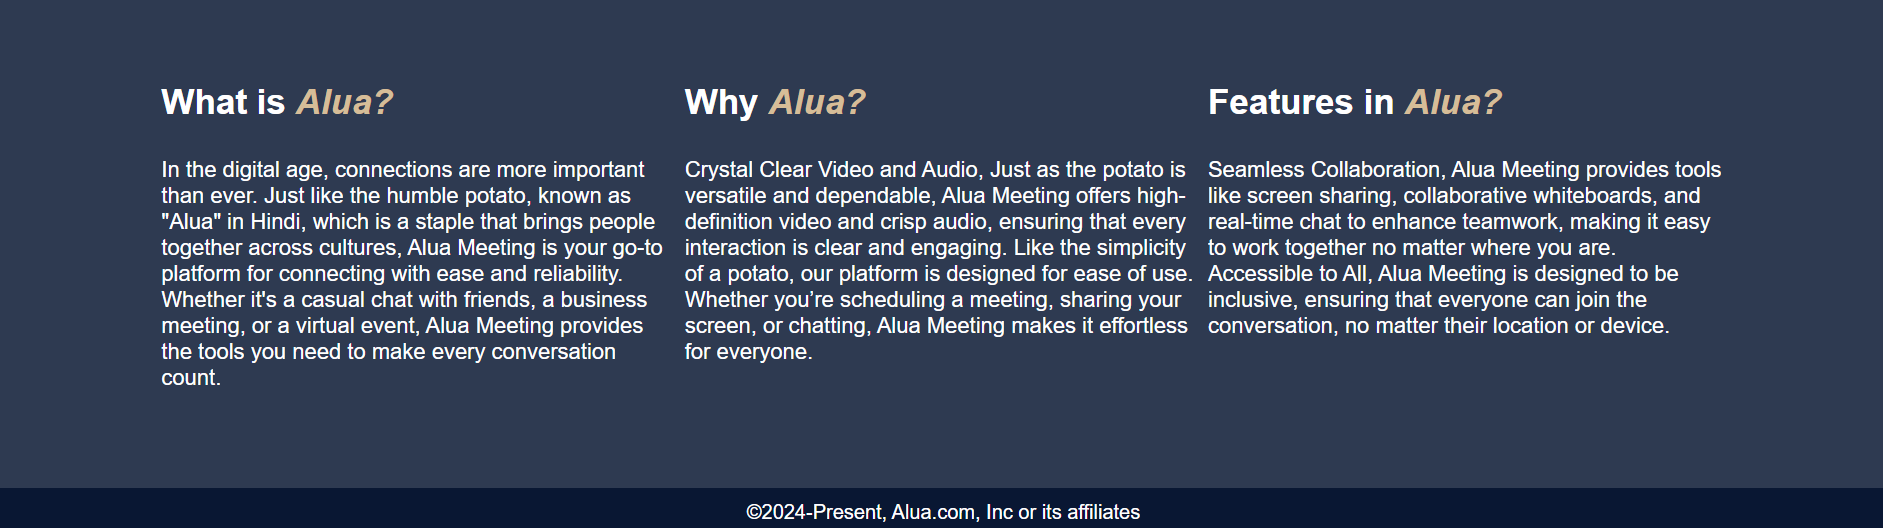 What is Alua?
In the digital age, connections are more important
than ever. Just like the humble potato, known as
"Alua" in Hindi, which is a staple that brings people
together across cultures, Alua Meeting is your go-to
platform for connecting with ease and reliability.
Whether it's a casual chat with friends, a business
meeting, or a virtual event, Alua Meeting provides
the tools you need to make every conversation
count.
Why Alua?
Crystal Clear Video and Audio, Just as the potato is
versatile and dependable, Alua Meeting offers high-
definition video and crisp audio, ensuring that every
interaction is clear and engaging. Like the simplicity
of a potato, our platform is designed for ease of use.
Whether you’re scheduling a meeting, sharing your
screen, or chatting, Alua Meeting makes it effortless
for everyone.
Features in Alua?
Seamless Collaboration, Alua Meeting provides tools
like screen sharing, collaborative whiteboards, and
real-time chat to enhance teamwork, making it easy
to work together no matter where you are.
Accessible to All, Alua Meeting is designed to be
inclusive, ensuring that everyone can join the
conversation, no matter their location or device.
©2024-Present, Alua.com, Inc or its affiliates